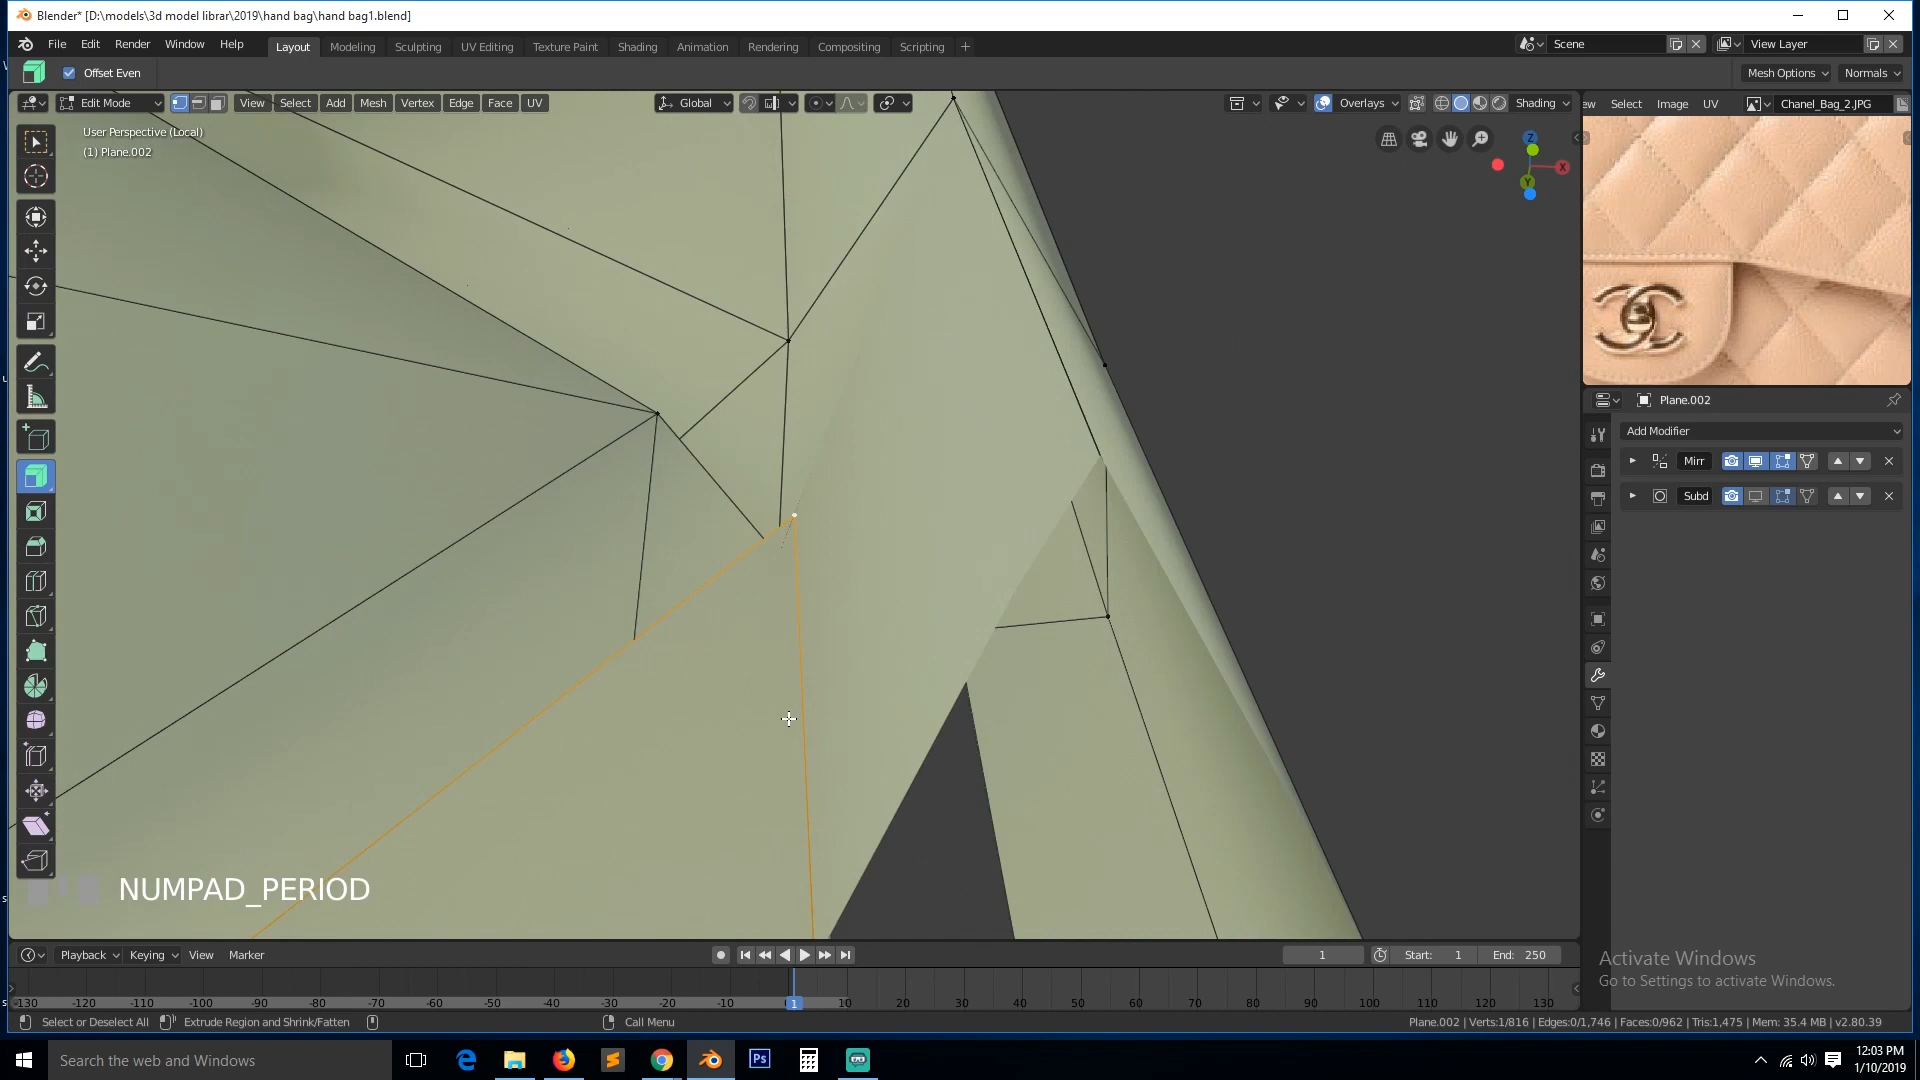 Blender* [D:\models\3d model librar\2019\hand bag\hand bag1.blend]
File Edit Render Window Help Layout Modeling Sculpting UV Editing Texture Paint Shading Animation Rendering Compositing Scripting + Scene View Layer
Offset Even Mesh Options Normals
Edit Mode View Select Add Mesh Vertex Edge Face UV Global Overlays Shading ew Select Image UV Chanel_Bag_2.JPG
User Perspective (Local)
(1) Plane.002
Z
X
Y
Plane.002
Add Modifier
Mirr
Subd
NUMPAD_PERIOD
Playback Keying View Marker 1 Start: 1 End: 250
-130 -120 -110 -100 -90 -80 -70 -60 -50 -40 -30 -20 -10 1 10 20 30 40 50 60 70 80 90 100 110 120 130
Activate Windows
Go to Settings to activate Windows.
Select or Deselect All Extrude Region and Shrink/Fatten Call Menu Plane.002 | Verts:1/816 | Edges:0/1,746 | Faces:0/962 | Tris:1,475 | Mem: 35.4 MB | v2.80.39
Search the web and Windows
Ps
12:03 PM
1/10/2019